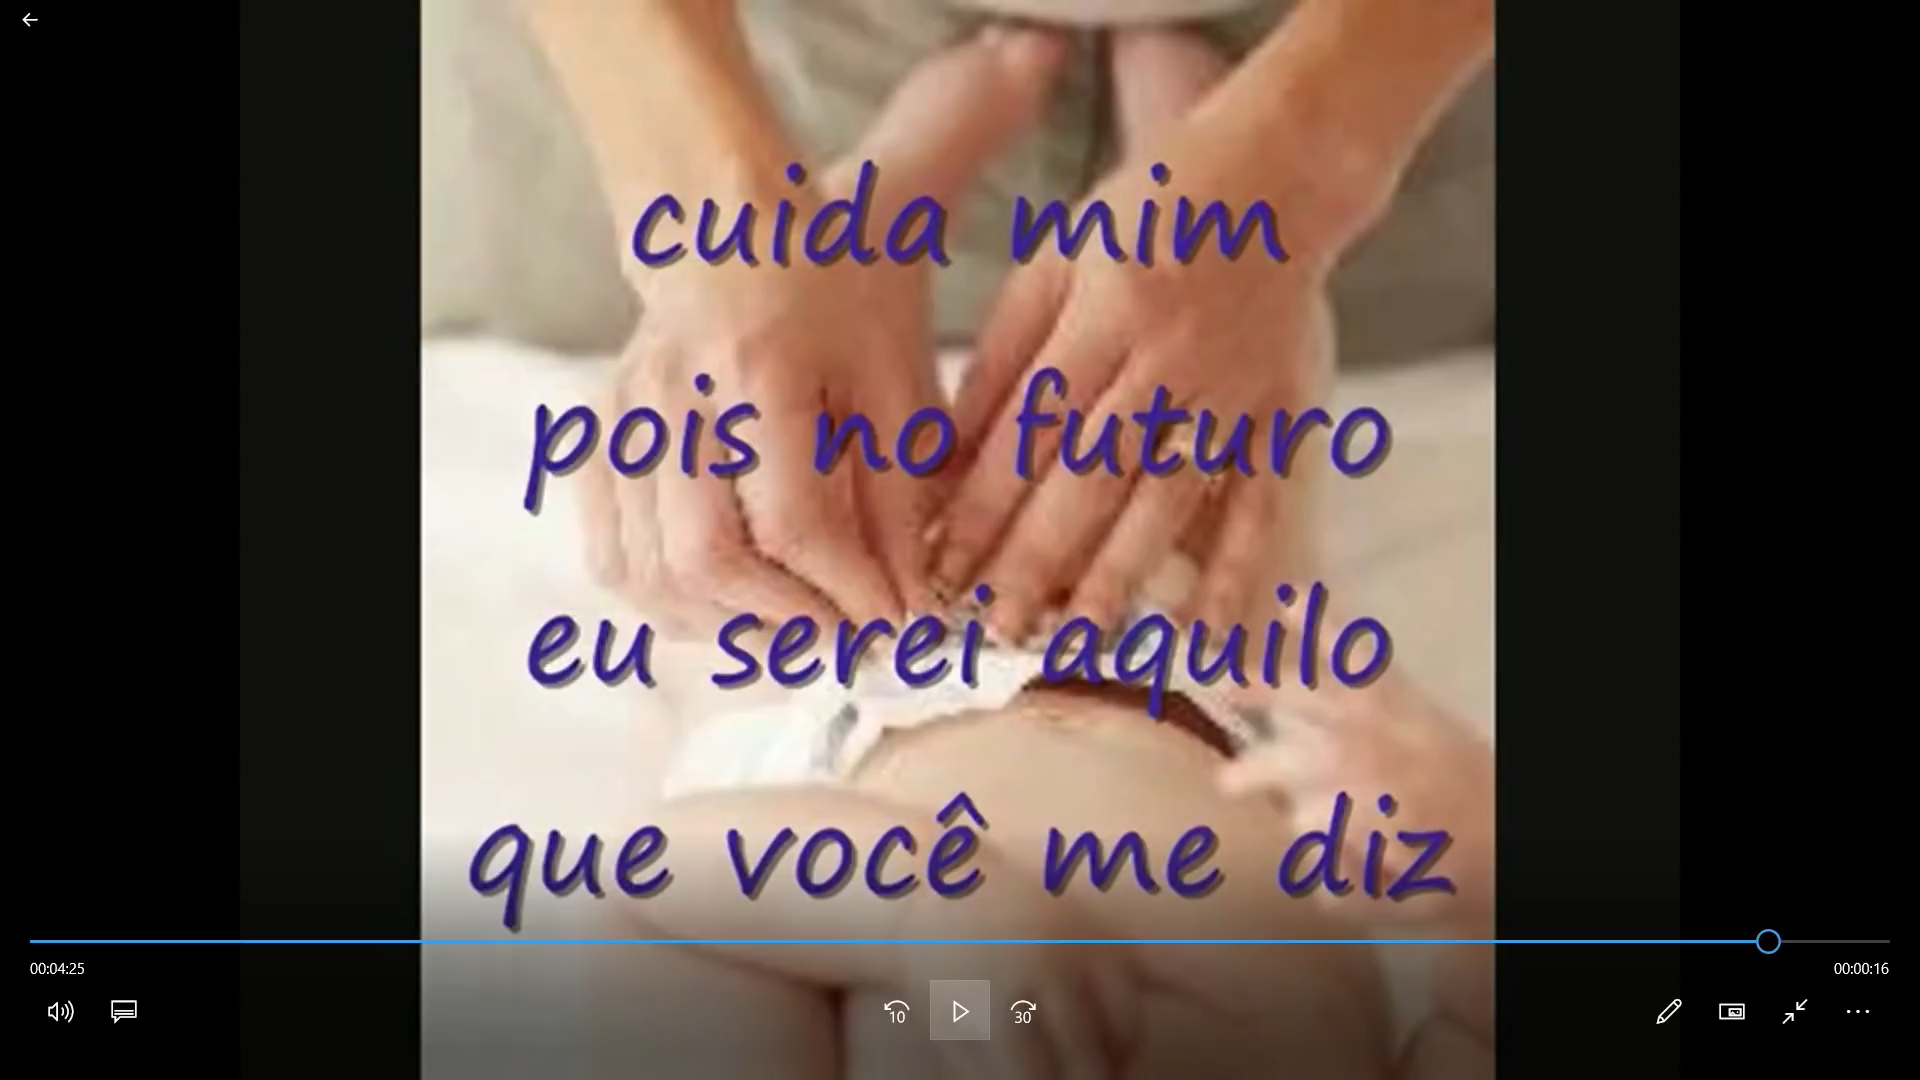 cuida mim
pois no futuro
eu serei aquilo
que você me diz
00:04:25
00:00:16
10
30